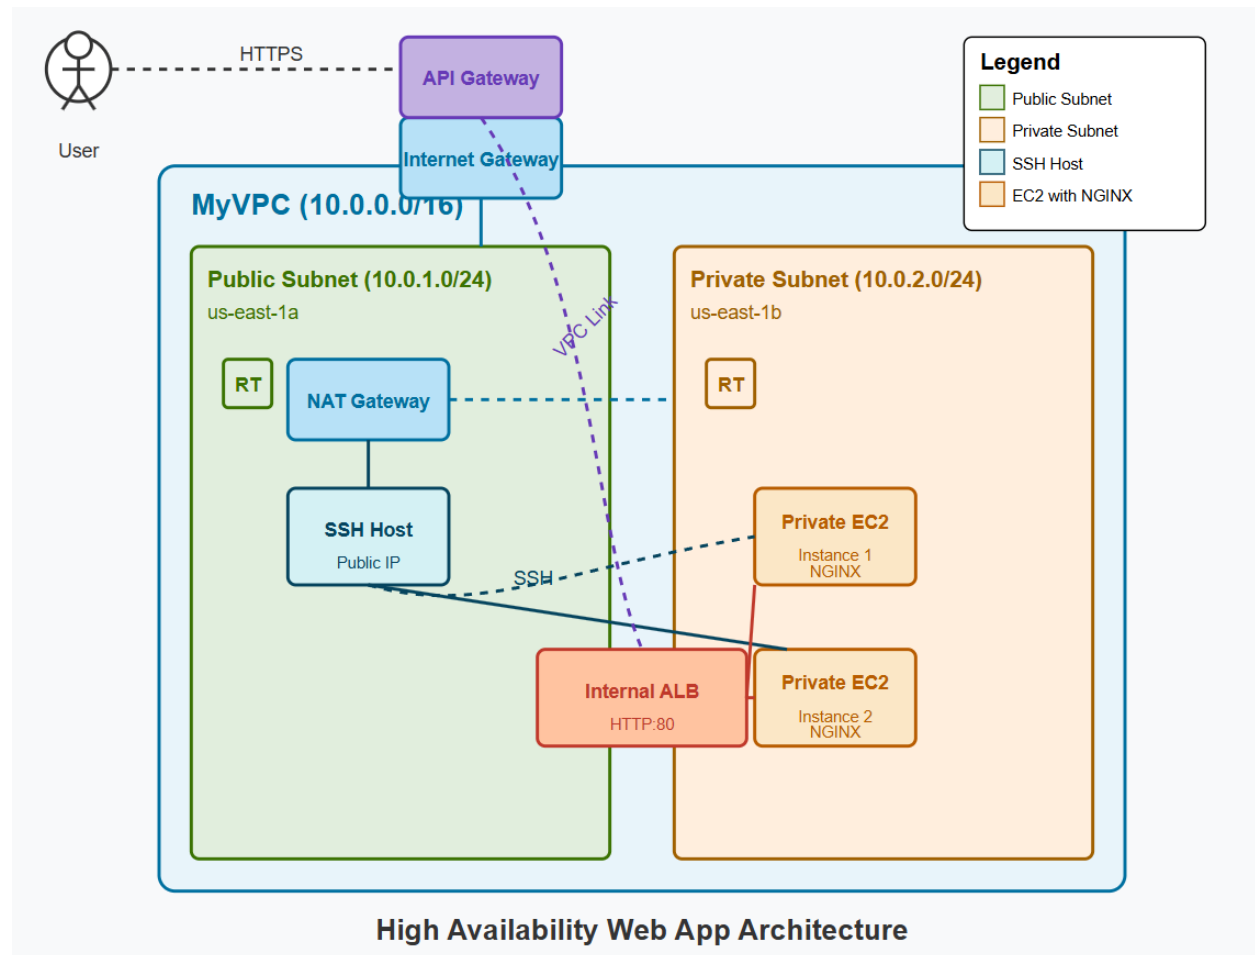 HTTPS
API Gateway
User
Internet Gateway
Legend
Public Subnet
Private Subnet
SSH Host
EC2 with NGINX
MyVPC (10.0.0.0/16)
Public Subnet (10.0.1.0/24)
us-east-1a
Private Subnet (10.0.2.0/24)
us-east-1b
VPC Link
RT
NAT Gateway
RT
SSH Host
Public IP
SSH
Private EC2
Instance 1
NGINX
Internal ALB
HTTP:80
Private EC2
Instance 2
NGINX
High Availability Web App Architecture